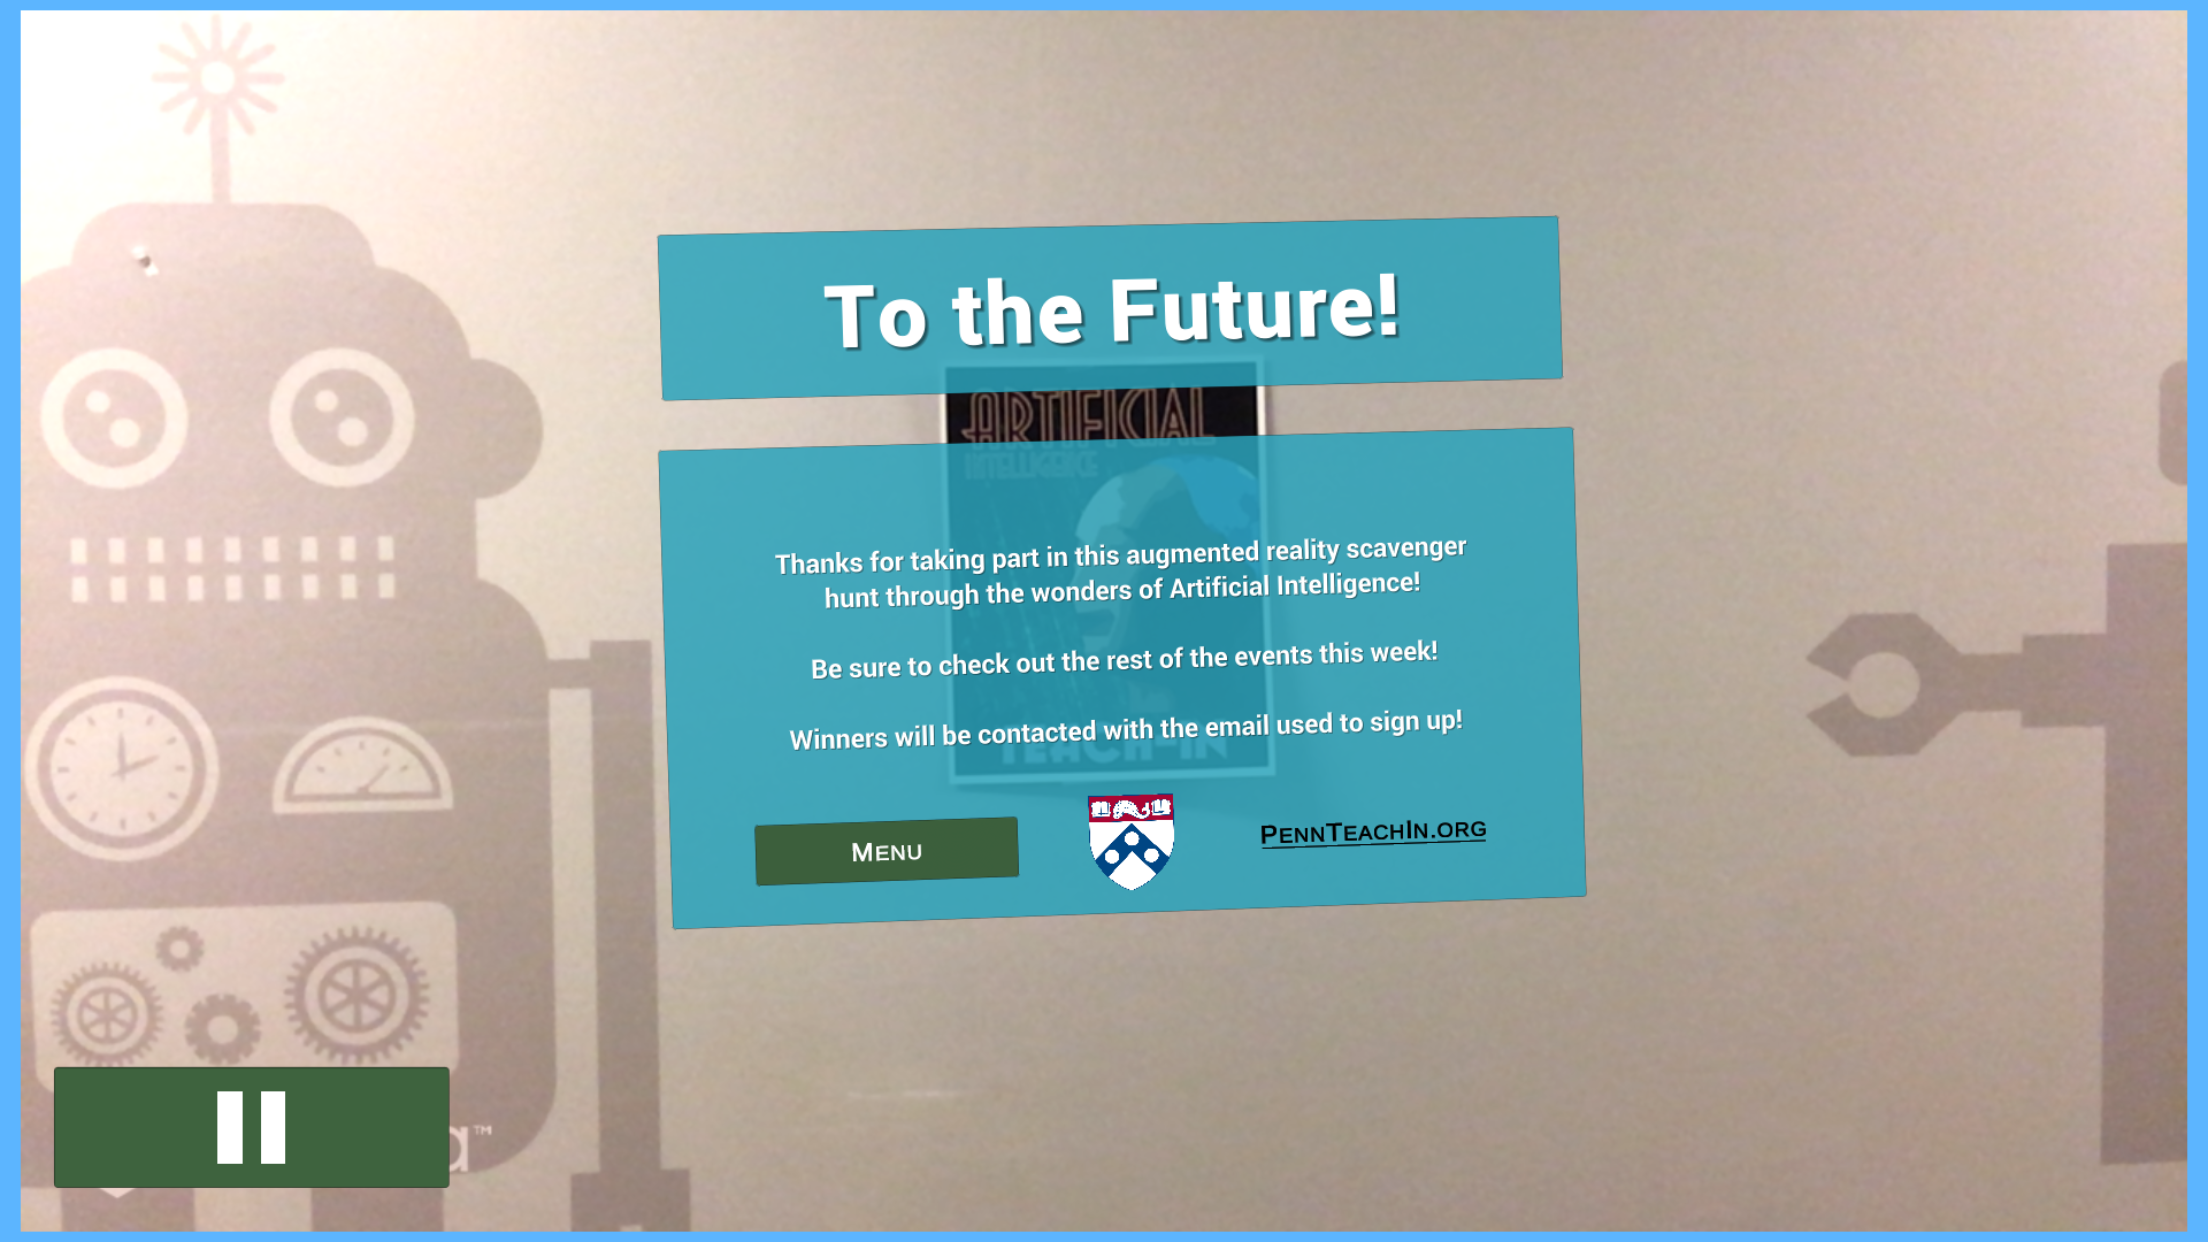 To the Future!
ARTIFICIAL
INTELLIGENCE
Thanks for taking part in this augmented reality scavenger
hunt through the wonders of Artificial Intelligence!
Be sure to check out the rest of the events this week!
Winners will be contacted with the email used to sign up!
TEACH-IN
MENU
PENNTEACHIN.ORG
a™